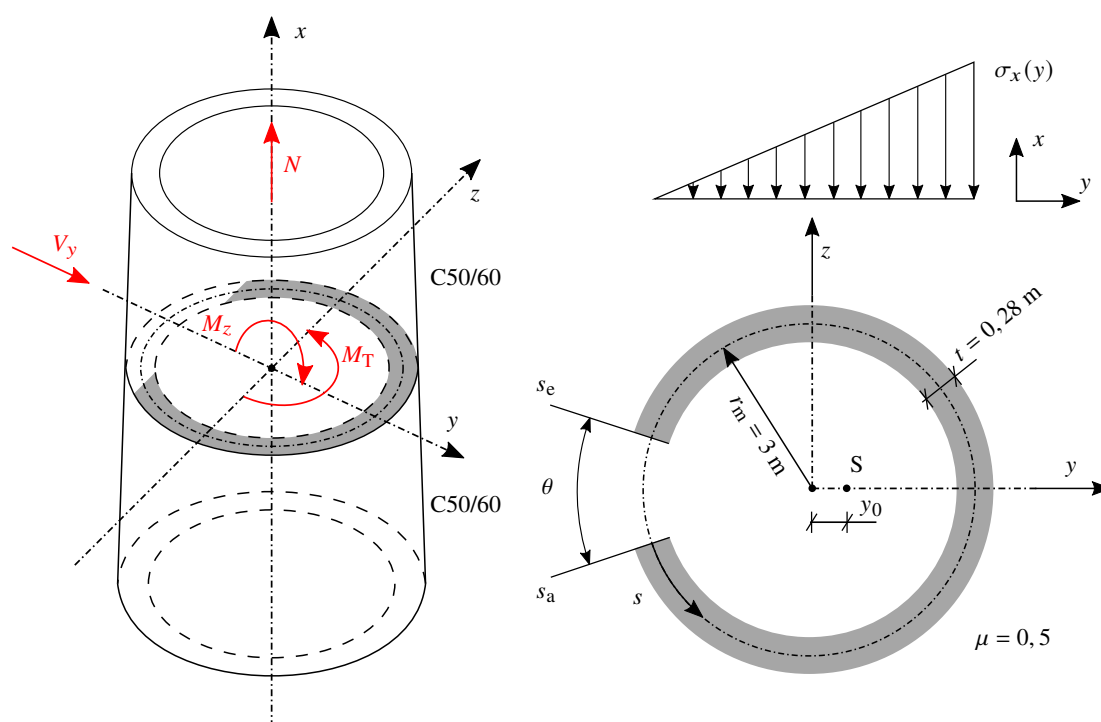 x
N
z
V_y
C50/60
M_z
M_T
y
C50/60
σ_x(y)
x
y
z
t = 0, 28 m
s_e
r_m = 3 m
S
y
θ
y_0
s_a
s
μ = 0, 5